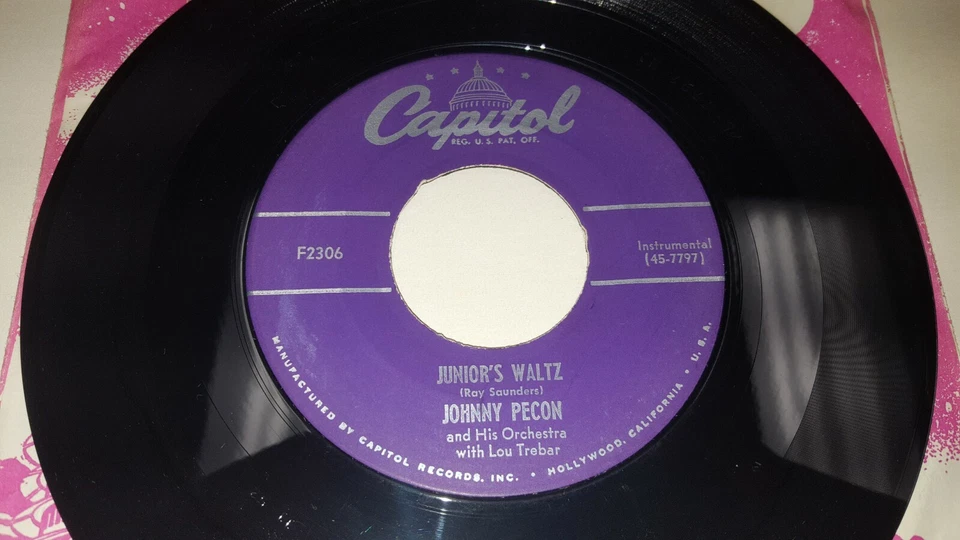 Capitol
REG. U.S. PAT. OFF.
F2306
Instrumental
(45-7797)
JUNIOR'S WALTZ
(Ray Saunders)
JOHNNY PECON
and His Orchestra
with Lou Trebar
MANUFACTURED BY CAPITOL RECORDS, INC. • HOLLYWOOD, CALIFORNIA • U.S.A.